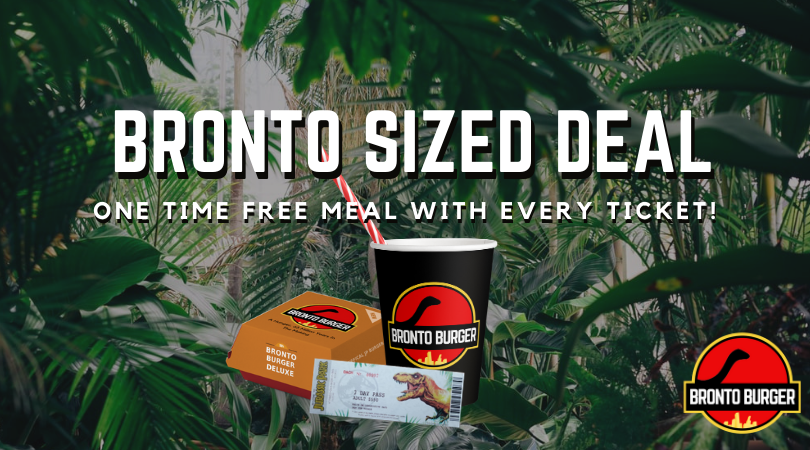 BRONTO SIZED DEAL
ONE TIME FREE MEAL WITH EVERY TICKET!
BRONTO BURGER
BRONTO BURGER
BRONTO
BURGER
DELUXE
1 DAY PASS
BRONTO BURGER